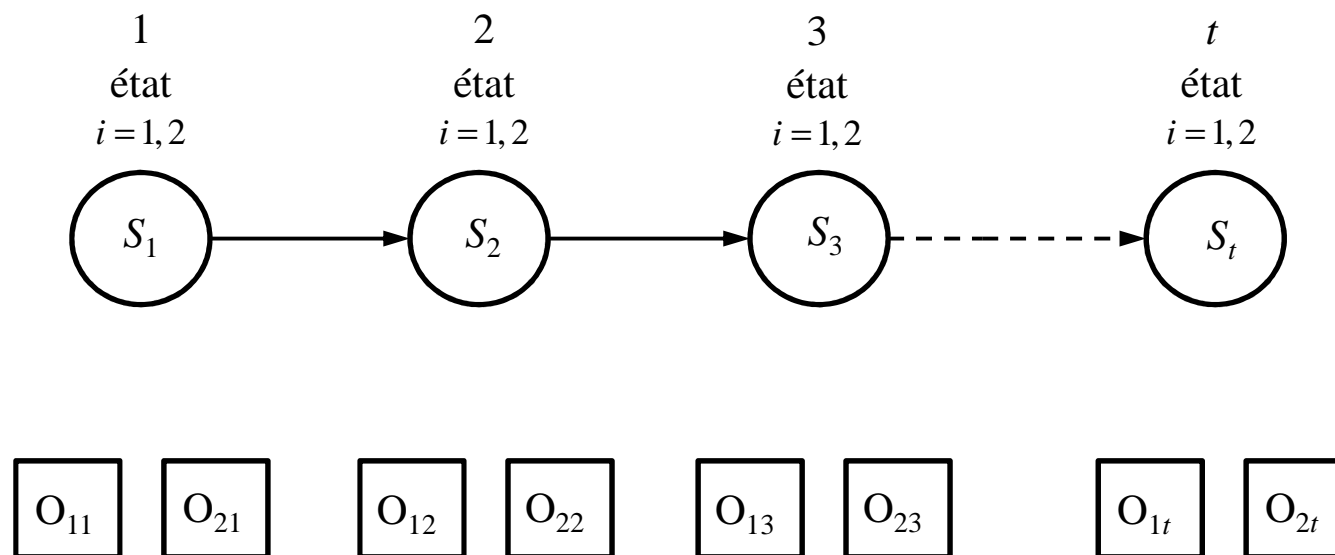 1 2 3 t
état état état état
i = 1, 2 i = 1, 2 i = 1, 2 i = 1, 2
S₁ S₂ S₃ Sₜ
O₁₁ O₂₁ O₁₂ O₂₂ O₁₃ O₂₃ O₁ₜ O₂ₜ